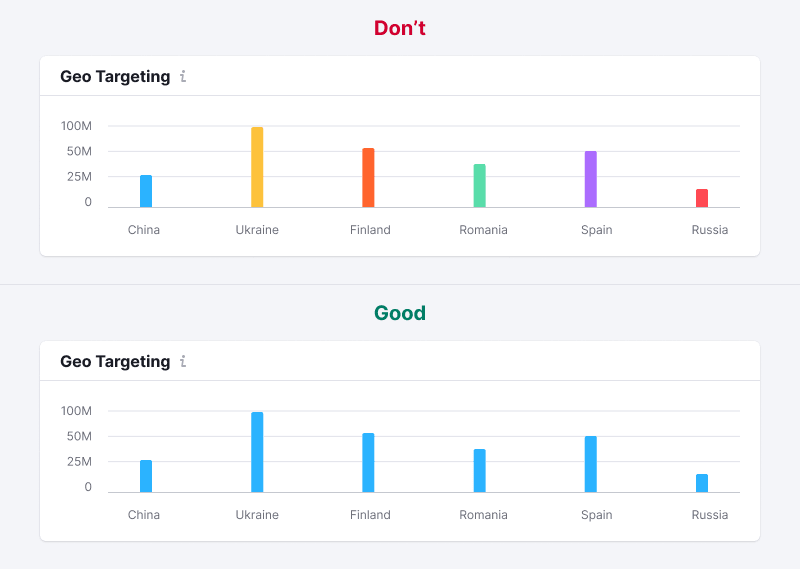 Don’t
Geo Targeting i
100M
50M
25M
0
China Ukraine Finland Romania Spain Russia
Good
Geo Targeting i
100M
50M
25M
0
China Ukraine Finland Romania Spain Russia